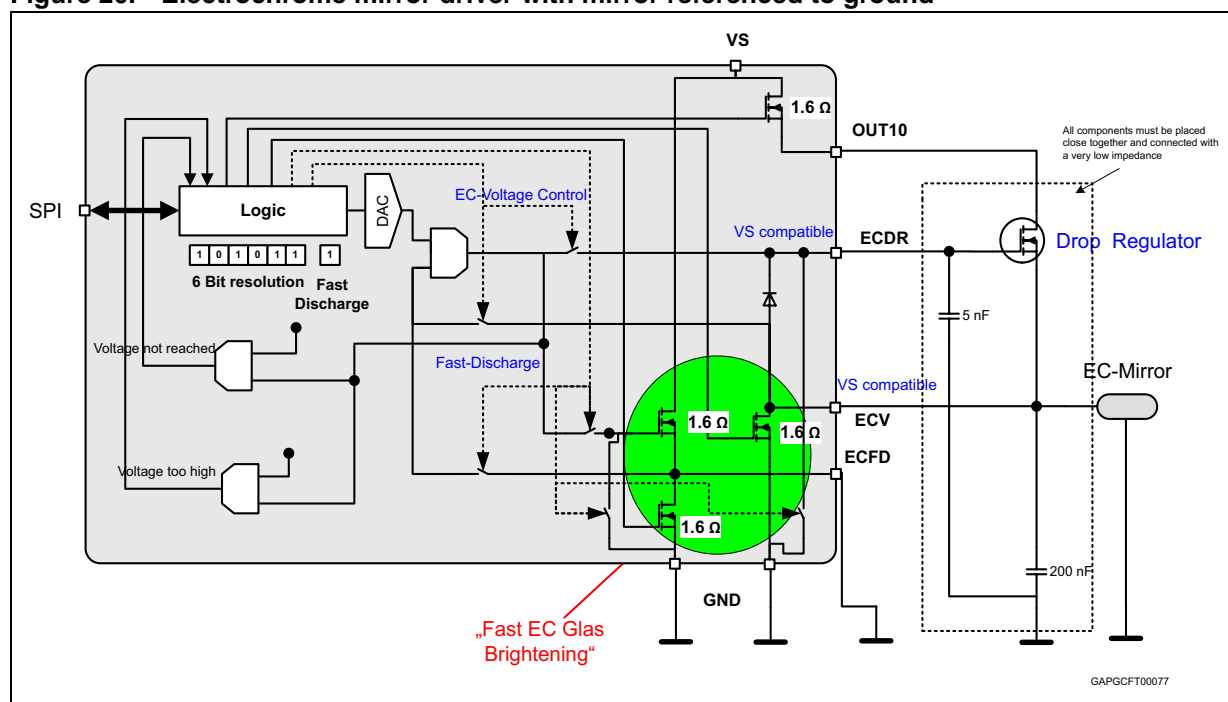 Figure 20. Electrochrome mirror driver with mirror referenced to ground
VS
1.6 Ω
OUT10
All components must be placed
close together and connected with
a very low impedance
SPI
Logic
DAC
EC-Voltage Control
VS compatible
ECDR
Drop Regulator
1 0 1 0 1 1
1
6 Bit resolution
Fast
Discharge
5 nF
Voltage not reached
Fast-Discharge
VS compatible
EC-Mirror
1.6 Ω
1.6 Ω
ECV
ECFD
Voltage too high
1.6 Ω
200 nF
GND
„Fast EC Glas
Brightening“
GAPGCFT00077